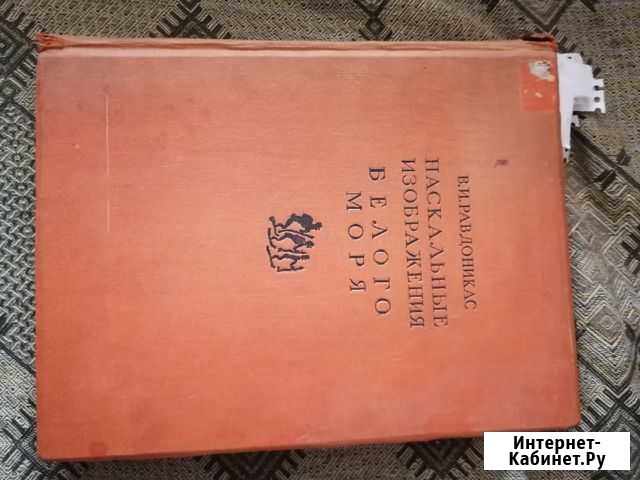 В.И.РАВДОНИКАС
НАСКАЛЬНЫЕ
ИЗОБРАЖЕНИЯ
БЕЛОГО
МОРЯ
Интернет-
Кабинет.Ру